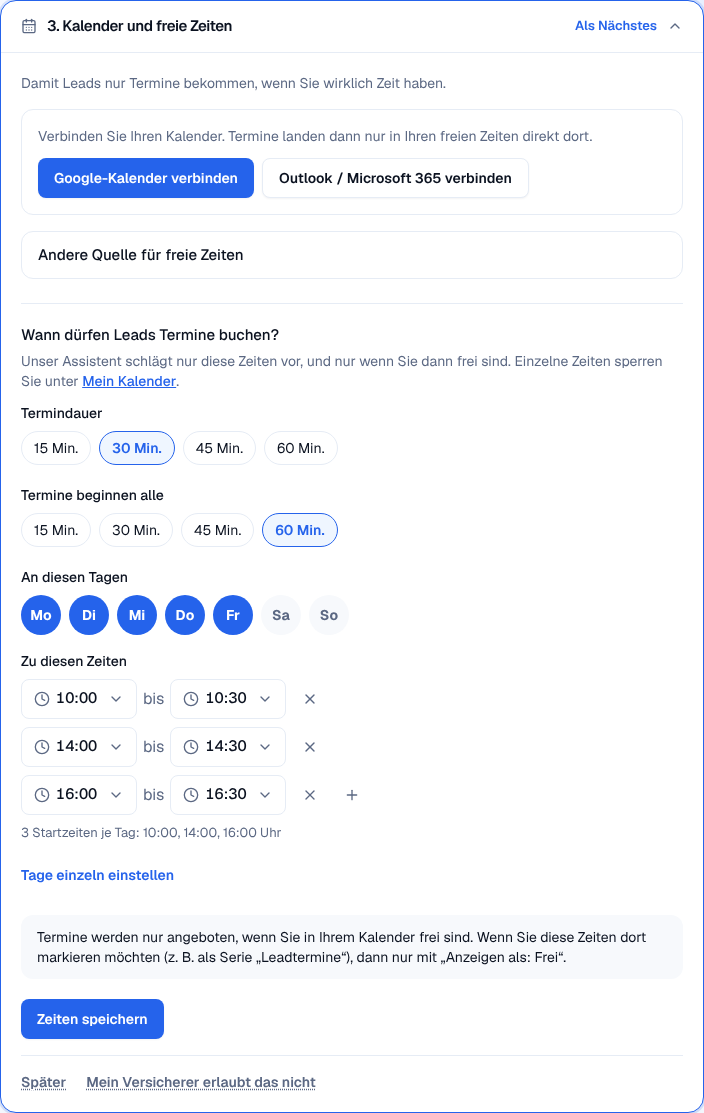 3. Kalender und freie Zeiten
Als Nächstes
Damit Leads nur Termine bekommen, wenn Sie wirklich Zeit haben.
Verbinden Sie Ihren Kalender. Termine landen dann nur in Ihren freien Zeiten direkt dort.
Google-Kalender verbinden
Outlook / Microsoft 365 verbinden
Andere Quelle für freie Zeiten
Wann dürfen Leads Termine buchen?
Unser Assistent schlägt nur diese Zeiten vor, und nur wenn Sie dann frei sind. Einzelne Zeiten sperren
Sie unter Mein Kalender.
Termindauer
15 Min. 30 Min. 45 Min. 60 Min.
Termine beginnen alle
15 Min. 30 Min. 45 Min. 60 Min.
An diesen Tagen
Mo Di Mi Do Fr Sa So
Zu diesen Zeiten
10:00 bis 10:30
14:00 bis 14:30
16:00 bis 16:30
3 Startzeiten je Tag: 10:00, 14:00, 16:00 Uhr
Tage einzeln einstellen
Termine werden nur angeboten, wenn Sie in Ihrem Kalender frei sind. Wenn Sie diese Zeiten dort
markieren möchten (z. B. als Serie „Leadtermine“), dann nur mit „Anzeigen als: Frei“.
Zeiten speichern
Später
Mein Versicherer erlaubt das nicht